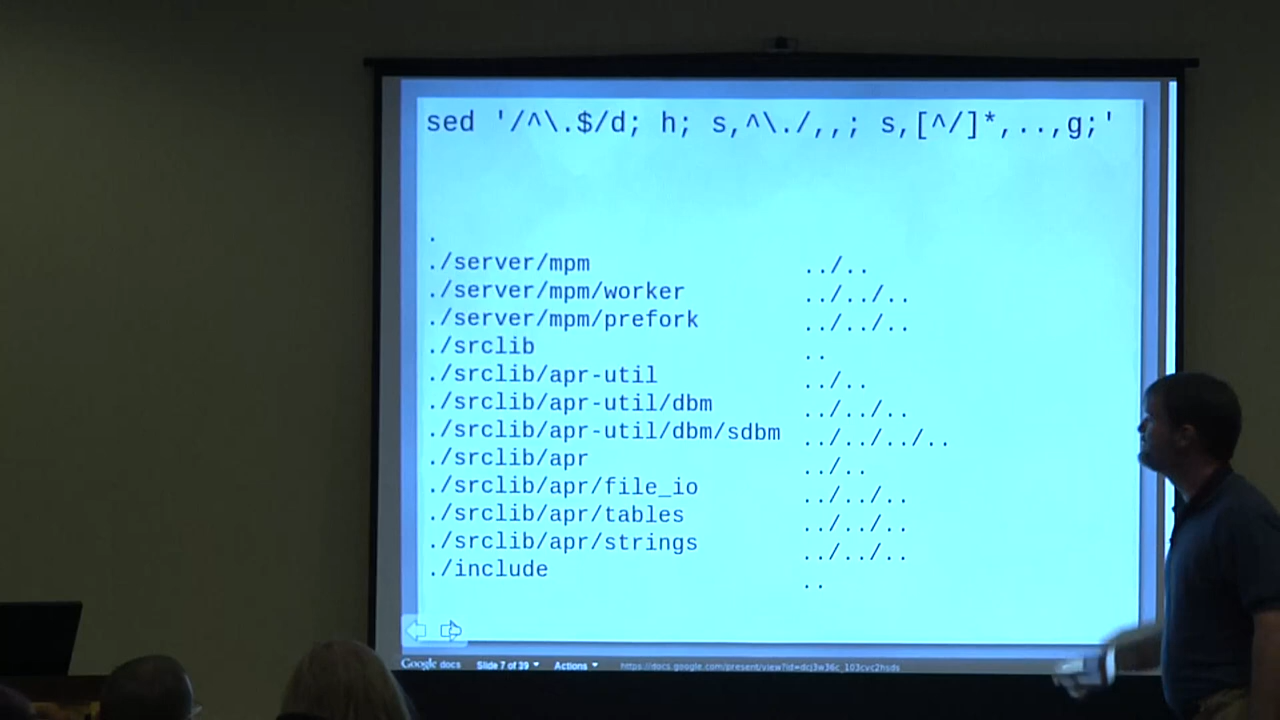 sed '/^\.$/d; h; s,^\./,,; s,[^/]*,..,g;'
.
./server/mpm ../..
./server/mpm/worker ../../..
./server/mpm/prefork ../../..
./srclib ..
./srclib/apr-util ../..
./srclib/apr-util/dbm ../../..
./srclib/apr-util/dbm/sdbm ../../../..
./srclib/apr ../..
./srclib/apr/file_io ../../..
./srclib/apr/tables ../../..
./srclib/apr/strings ../../..
./include ..
Google docs Slide 7 of 39 Actions